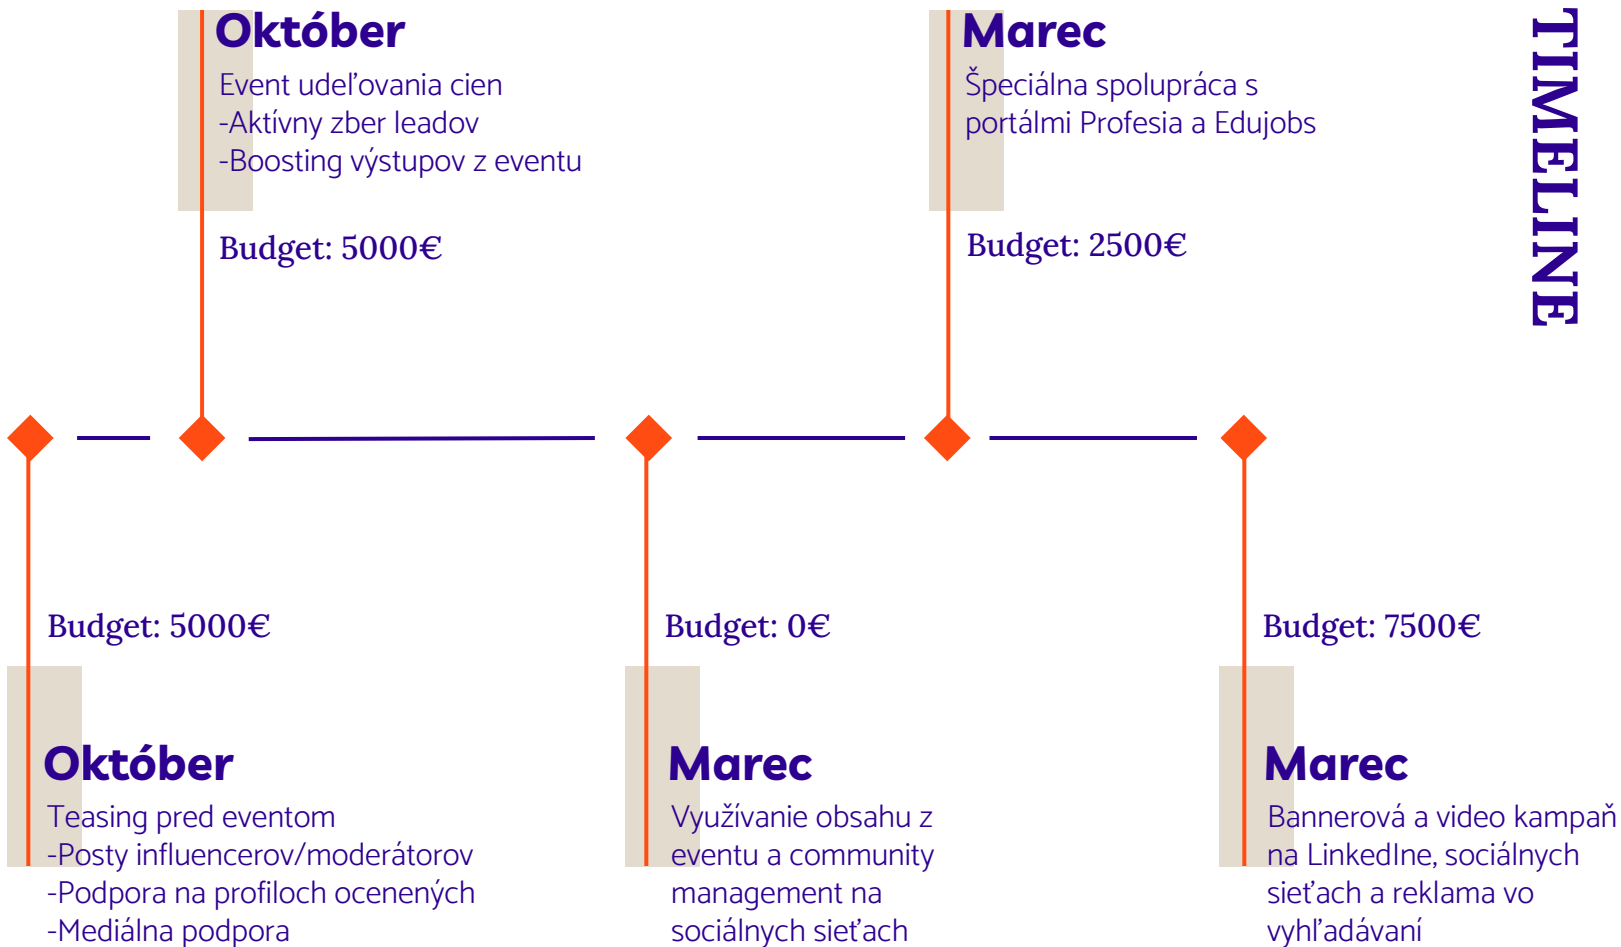 Október
Event udeľovania cien
-Aktívny zber leadov
-Boosting výstupov z eventu
Budget: 5000€
Marec
Špeciálna spolupráca s
portálmi Profesia a Edujobs
Budget: 2500€
TIMELINE
Budget: 5000€
Október
Teasing pred eventom
-Posty influencerov/moderátorov
-Podpora na profiloch ocenených
-Mediálna podpora
Budget: 0€
Marec
Využívanie obsahu z
eventu a community
management na
sociálnych sieťach
Budget: 7500€
Marec
Bannerová a video kampaň
na LinkedIne, sociálnych
sieťach a reklama vo
vyhľadávaní